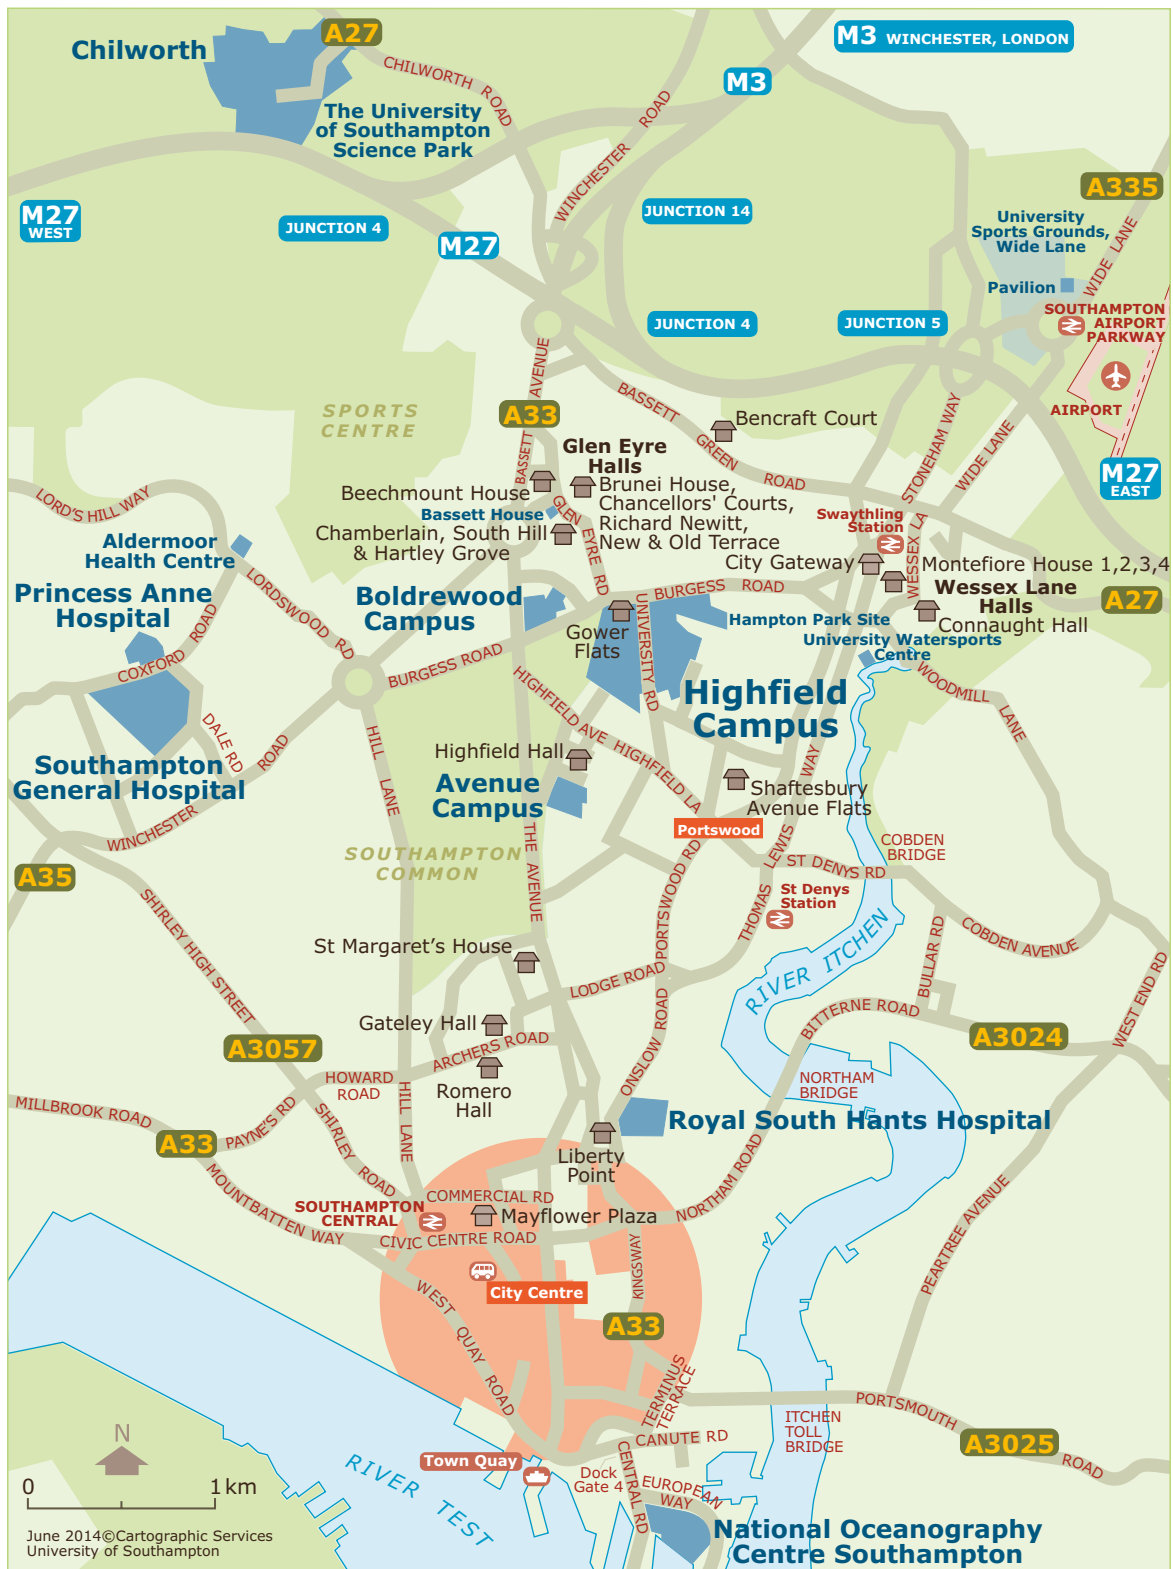 Chilworth
A27
CHILWORTH ROAD
M3 WINCHESTER, LONDON
M3
The University
of Southampton
Science Park
WINCHESTER ROAD
A335
M27
WEST
JUNCTION 4
M27
JUNCTION 14
University
Sports Grounds,
Wide Lane
WIDE LANE
Pavilion
JUNCTION 4
JUNCTION 5
SOUTHAMPTON
AIRPORT
PARKWAY
AIRPORT
SPORTS
CENTRE
A33
BASSETT AVENUE
BASSETT GREEN ROAD
Bencraft Court
STONEHAM WAY
WIDE LANE
M27
EAST
Glen Eyre
Halls
Beechmount House
Brunei House,
Chancellors' Courts,
Richard Newitt,
New & Old Terrace
Bassett House
GLEN EYRE RD
Chamberlain, South Hill
& Hartley Grove
LORD'S HILL WAY
Aldermoor
Health Centre
Swaythling
Station
WESSEX LA
City Gateway
Montefiore House 1,2,3,4
Wessex Lane
Halls
Connaught Hall
A27
Princess Anne
Hospital
LORDSWOOD RD
COXFORD ROAD
Boldrewood
Campus
BURGESS ROAD
Gower
Flats
UNIVERSITY RD
Hampton Park Site
University Watersports
Centre
WOODMILL LANE
BURGESS ROAD
HIGHFIELD AVE
HIGHFIELD LA
Highfield
Campus
DALE RD
Southampton
General Hospital
WINCHESTER ROAD
HILL LANE
Highfield Hall
Avenue
Campus
Shaftesbury
Avenue Flats
Portswood
THOMAS LEWIS WAY
COBDEN
BRIDGE
ST DENYS RD
SOUTHAMPTON
COMMON
THE AVENUE
A35
SHIRLEY HIGH STREET
PORTSWOOD RD
St Denys
Station
RIVER ITCHEN
BULLAR RD
COBDEN AVENUE
WEST END RD
St Margaret's House
LODGE ROAD
ONSLOW ROAD
BITTERNE ROAD
A3024
Gateley Hall
ARCHERS ROAD
A3057
HOWARD
ROAD
Romero
Hall
HILL LANE
NORTHAM
BRIDGE
MILLBROOK ROAD
A33
PAYNE'S RD
SHIRLEY ROAD
Royal South Hants Hospital
Liberty
Point
NORTHAM ROAD
MOUNTBATTEN WAY
SOUTHAMPTON
CENTRAL
COMMERCIAL RD
Mayflower Plaza
CIVIC CENTRE ROAD
KINGSWAY
PEARTREE AVENUE
City Centre
WEST QUAY ROAD
A33
TERMINUS
TERRACE
PORTSMOUTH ROAD
ITCHEN
TOLL
BRIDGE
A3025
CANUTE RD
N
0 1km
Town Quay
RIVER TEST
Dock
Gate 4
CENTRAL RD
EUROPEAN
WAY
National Oceanography
Centre Southampton
June 2014©Cartographic Services
University of Southampton